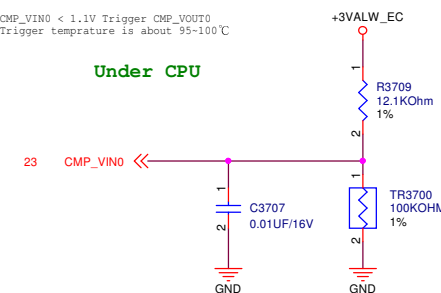 CMP_VIN0 < 1.1V Trigger CMP_VOUT0
Trigger temprature is about 95~100℃
+3VALW_EC
Under CPU
1
R3709
12.1KOhm
1%
2
23 CMP_VIN0
1
C3707
0.01UF/16V
2
1
TR3700
100KOHM
1%
2
GND
GND